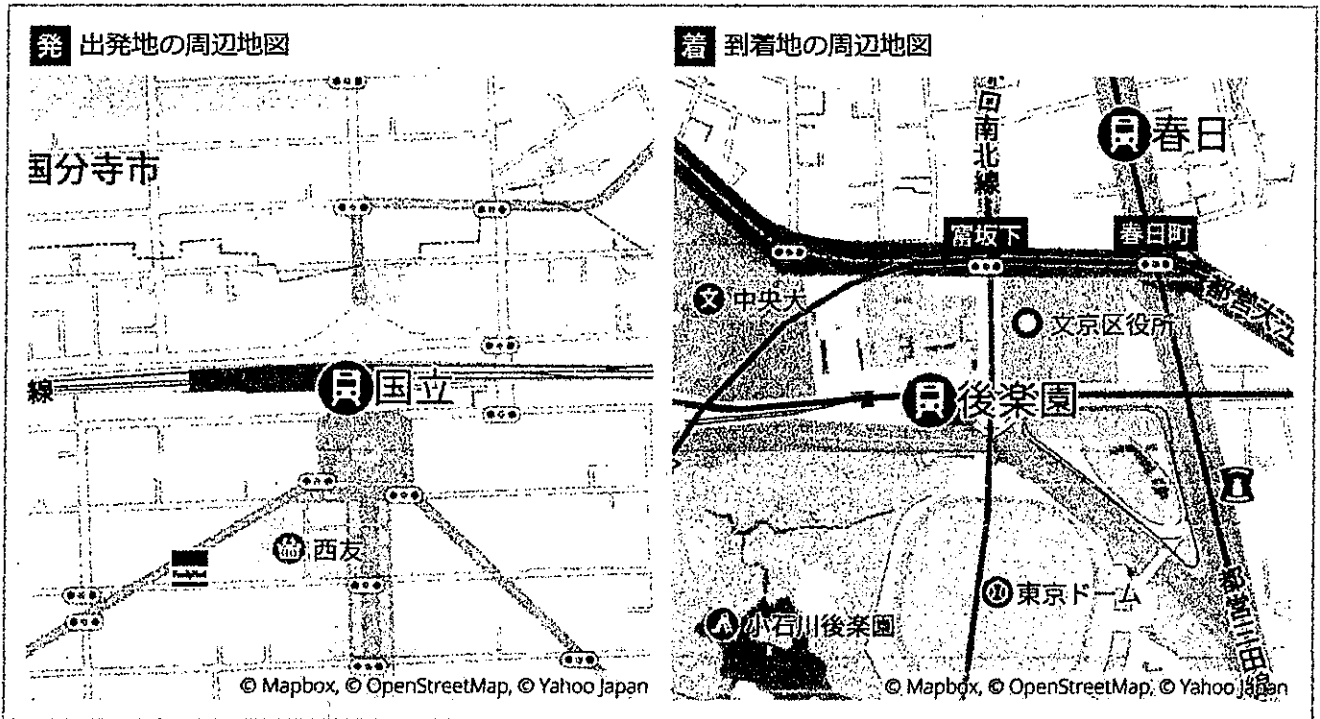 発 出発地の周辺地図
国分寺市
線
国立
西友
FamilyMart
© Mapbox, © OpenStreetMap, © Yahoo Japan
着 到着地の周辺地図
南北線
春日
富坂下
春日町
都営大江
中央大
文京区役所
後楽園
東京ドーム
小石川後楽園
都営三田線
© Mapbox, © OpenStreetMap, © Yahoo Japan